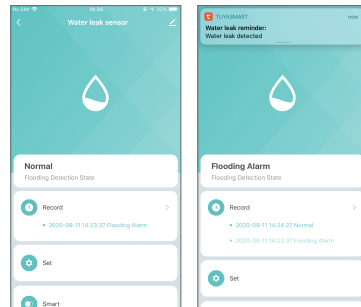 No SIM
14:24
90%
Water leak sensor
Normal
Flooding Detection State
Record
2020-09-11 14:23:37 Flooding Alarm
Set
Smart
TUYASMART
now
Water leak reminder:
Water leak detected
Flooding Alarm
Flooding Detection State
Record
2020-09-11 14:24:27 Normal
2020-09-11 14:23:37 Flooding Alarm
Set